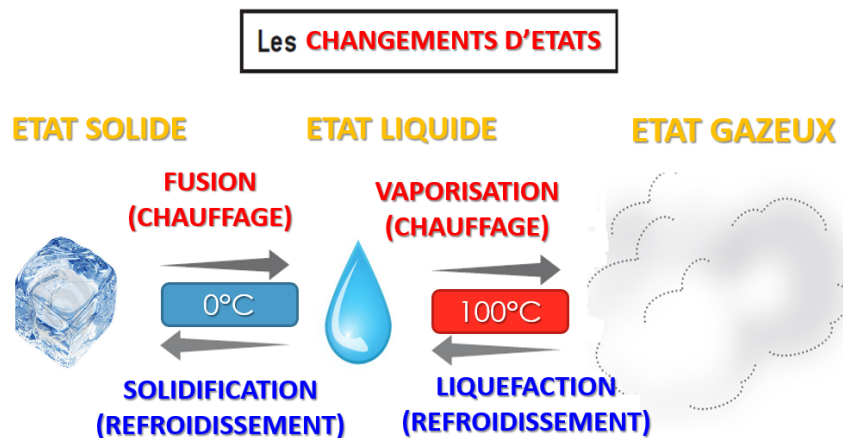 Les CHANGEMENTS D'ETATS
ETAT SOLIDE
ETAT LIQUIDE
ETAT GAZEUX
FUSION
(CHAUFFAGE)
VAPORISATION
(CHAUFFAGE)
0°C
100°C
SOLIDIFICATION
(REFROIDISSEMENT)
LIQUEFACTION
(REFROIDISSEMENT)